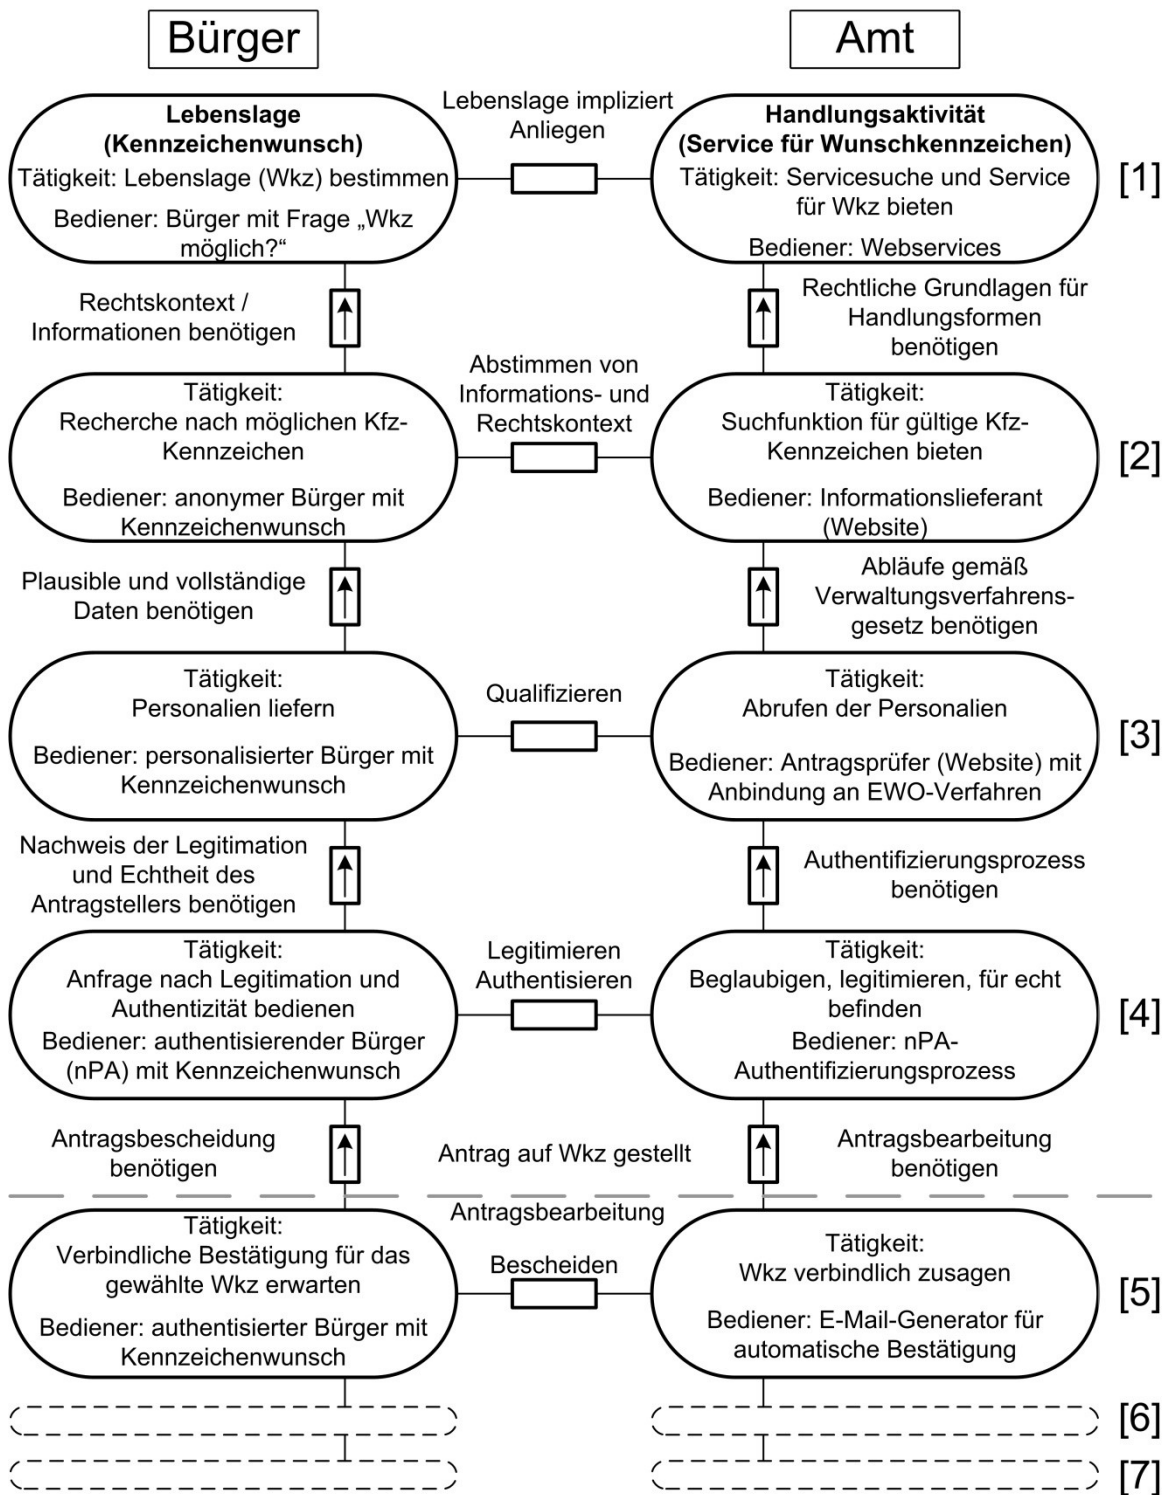 Bürger
Amt
Lebenslage
(Kennzeichenwunsch)
Tätigkeit: Lebenslage (Wkz) bestimmen
Bediener: Bürger mit Frage „Wkz
möglich?“
Lebenslage impliziert
Anliegen
Handlungsaktivität
(Service für Wunschkennzeichen)
Tätigkeit: Servicesuche und Service
für Wkz bieten
Bediener: Webservices
[1]
Rechtskontext /
Informationen benötigen
Rechtliche Grundlagen für
Handlungsformen
benötigen
Tätigkeit:
Recherche nach möglichen Kfz-
Kennzeichen
Bediener: anonymer Bürger mit
Kennzeichenwunsch
Abstimmen von
Informations- und
Rechtskontext
Tätigkeit:
Suchfunktion für gültige Kfz-
Kennzeichen bieten
Bediener: Informationslieferant
(Website)
[2]
Plausible und vollständige
Daten benötigen
Abläufe gemäß
Verwaltungsverfahrens-
gesetz benötigen
Tätigkeit:
Personalien liefern
Bediener: personalisierter Bürger mit
Kennzeichenwunsch
Qualifizieren
Tätigkeit:
Abrufen der Personalien
Bediener: Antragsprüfer (Website) mit
Anbindung an EWO-Verfahren
[3]
Nachweis der Legitimation
und Echtheit des
Antragstellers benötigen
Authentifizierungsprozess
benötigen
Tätigkeit:
Anfrage nach Legitimation und
Authentizität bedienen
Bediener: authentisierender Bürger
(nPA) mit Kennzeichenwunsch
Legitimieren
Authentisieren
Tätigkeit:
Beglaubigen, legitimieren, für echt
befinden
Bediener: nPA-
Authentifizierungsprozess
[4]
Antragsbescheidung
benötigen
Antrag auf Wkz gestellt
Antragsbearbeitung
benötigen
Antragsbearbeitung
Tätigkeit:
Verbindliche Bestätigung für das
gewählte Wkz erwarten
Bediener: authentisierter Bürger mit
Kennzeichenwunsch
Bescheiden
Tätigkeit:
Wkz verbindlich zusagen
Bediener: E-Mail-Generator für
automatische Bestätigung
[5]
[6]
[7]